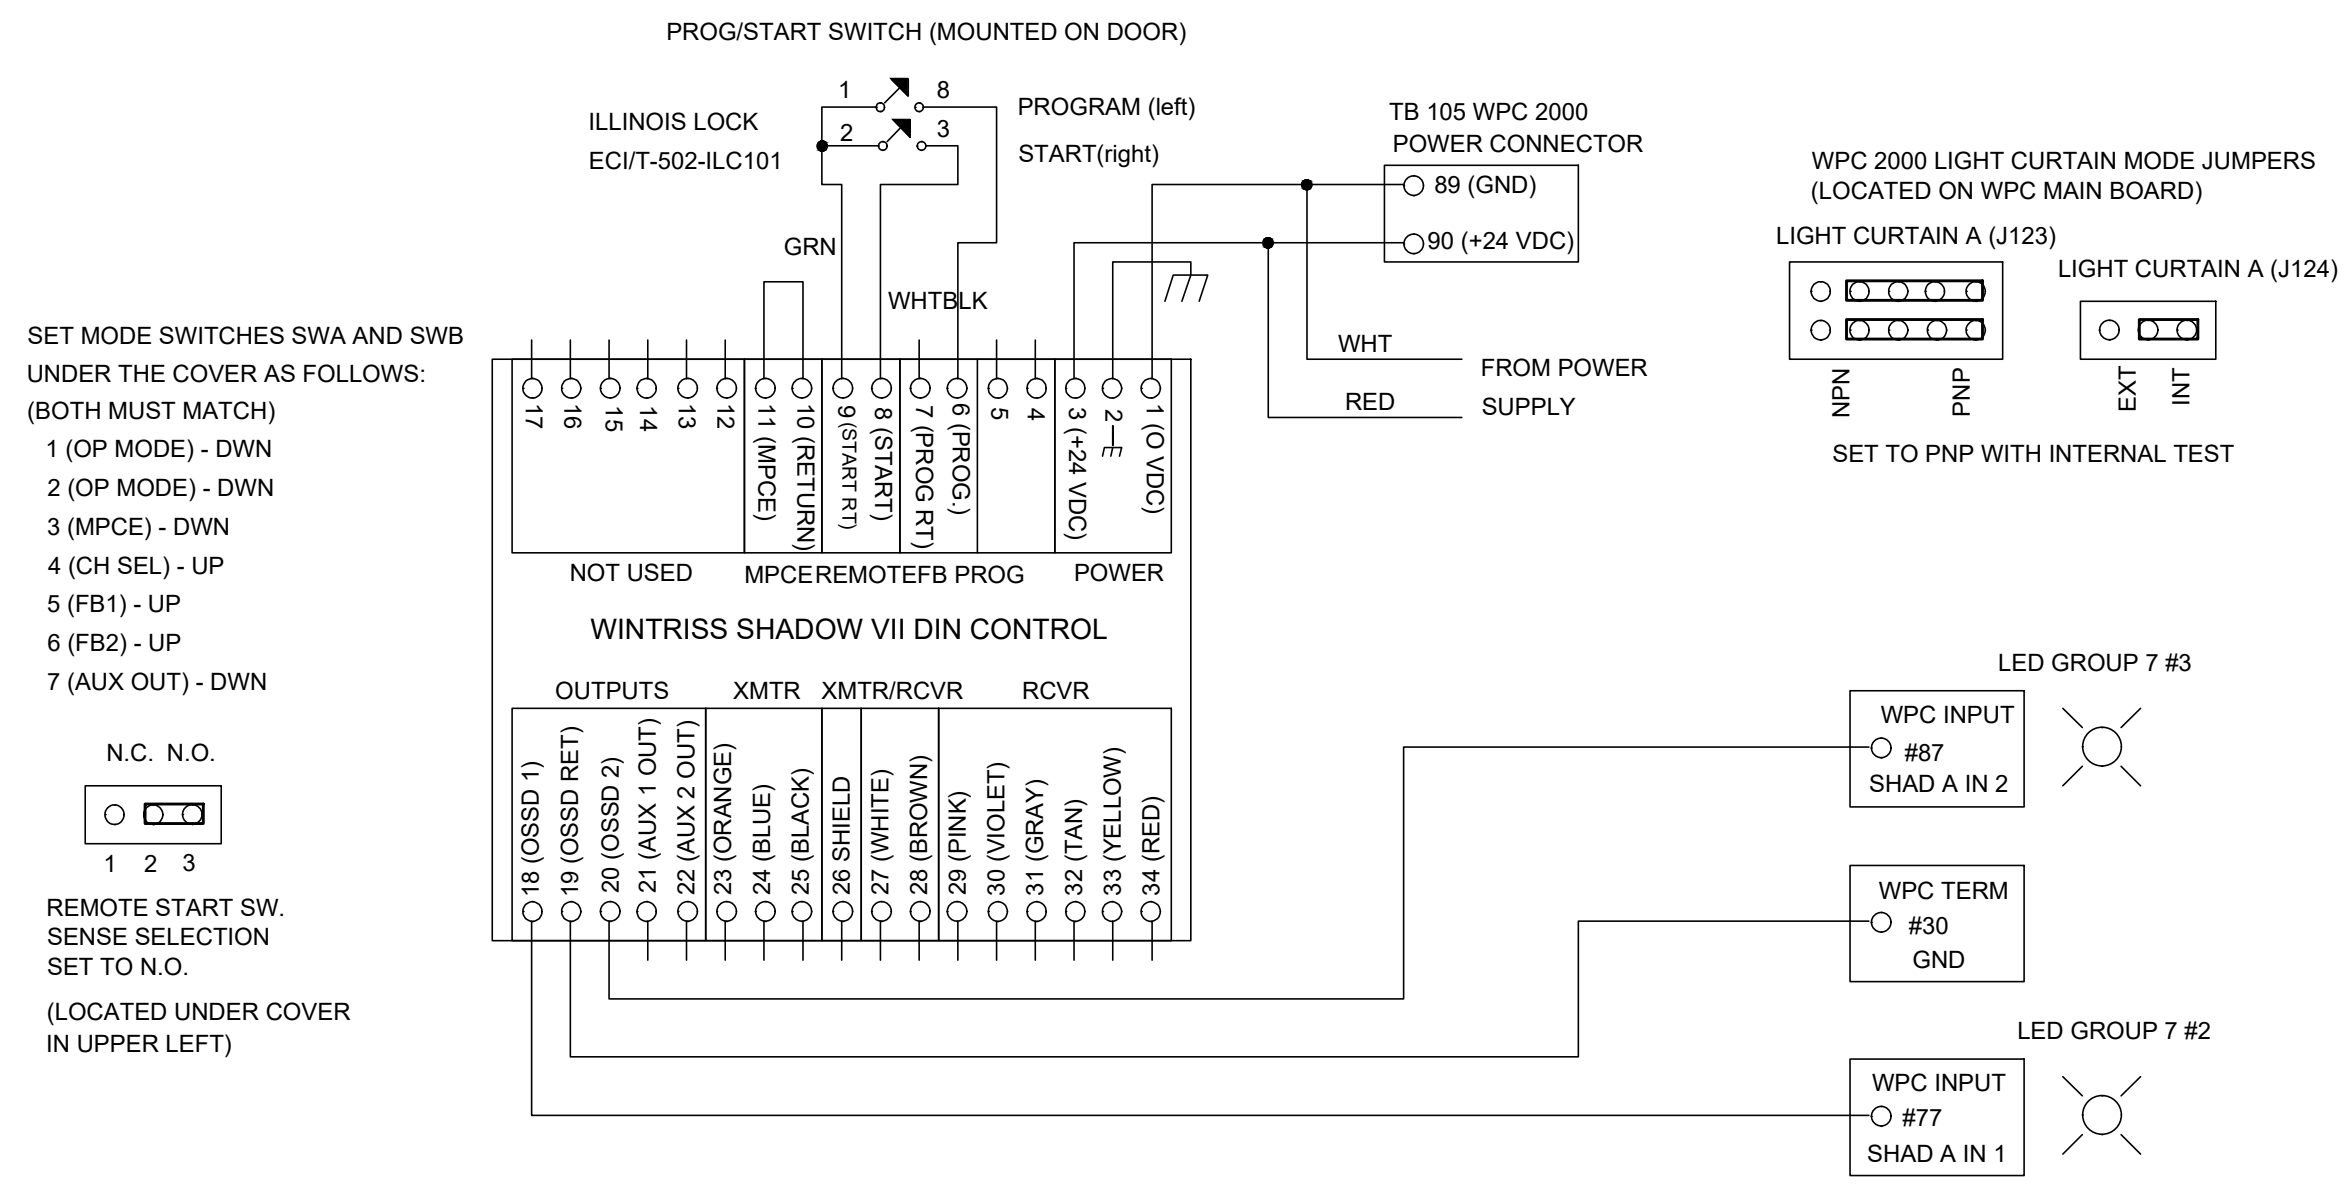 PROG/START SWITCH (MOUNTED ON DOOR)
1 8
2 3
ILLINOIS LOCK
ECI/T-502-ILC101
PROGRAM (left)
START(right)
GRN
WHTBLK
TB 105 WPC 2000
POWER CONNECTOR
89 (GND)
90 (+24 VDC)
WHT
RED
FROM POWER
SUPPLY
WPC 2000 LIGHT CURTAIN MODE JUMPERS
(LOCATED ON WPC MAIN BOARD)
LIGHT CURTAIN A (J123)
LIGHT CURTAIN A (J124)
NPN
PNP
EXT
INT
SET TO PNP WITH INTERNAL TEST
SET MODE SWITCHES SWA AND SWB
UNDER THE COVER AS FOLLOWS:
(BOTH MUST MATCH)
1 (OP MODE) - DWN
2 (OP MODE) - DWN
3 (MPCE) - DWN
4 (CH SEL) - UP
5 (FB1) - UP
6 (FB2) - UP
7 (AUX OUT) - DWN
N.C. N.O.
1 2 3
REMOTE START SW.
SENSE SELECTION
SET TO N.O.
(LOCATED UNDER COVER
IN UPPER LEFT)
17
16
15
14
13
12
11 (MPCE)
10 (RETURN)
9 (START RT)
8 (START)
7 (PROG RT)
6 (PROG.)
5
4
3 (+24 VDC)
2
1 (O VDC)
NOT USED
MPCE
REMOTE
FB PROG
POWER
WINTRISS SHADOW VII DIN CONTROL
OUTPUTS
XMTR
XMTR/RCVR
RCVR
18 (OSSD 1)
19 (OSSD RET)
20 (OSSD 2)
21 (AUX 1 OUT)
22 (AUX 2 OUT)
23 (ORANGE)
24 (BLUE)
25 (BLACK)
26 SHIELD
27 (WHITE)
28 (BROWN)
29 (PINK)
30 (VIOLET)
31 (GRAY)
32 (TAN)
33 (YELLOW)
34 (RED)
LED GROUP 7 #3
WPC INPUT
#87
SHAD A IN 2
WPC TERM
#30
GND
LED GROUP 7 #2
WPC INPUT
#77
SHAD A IN 1